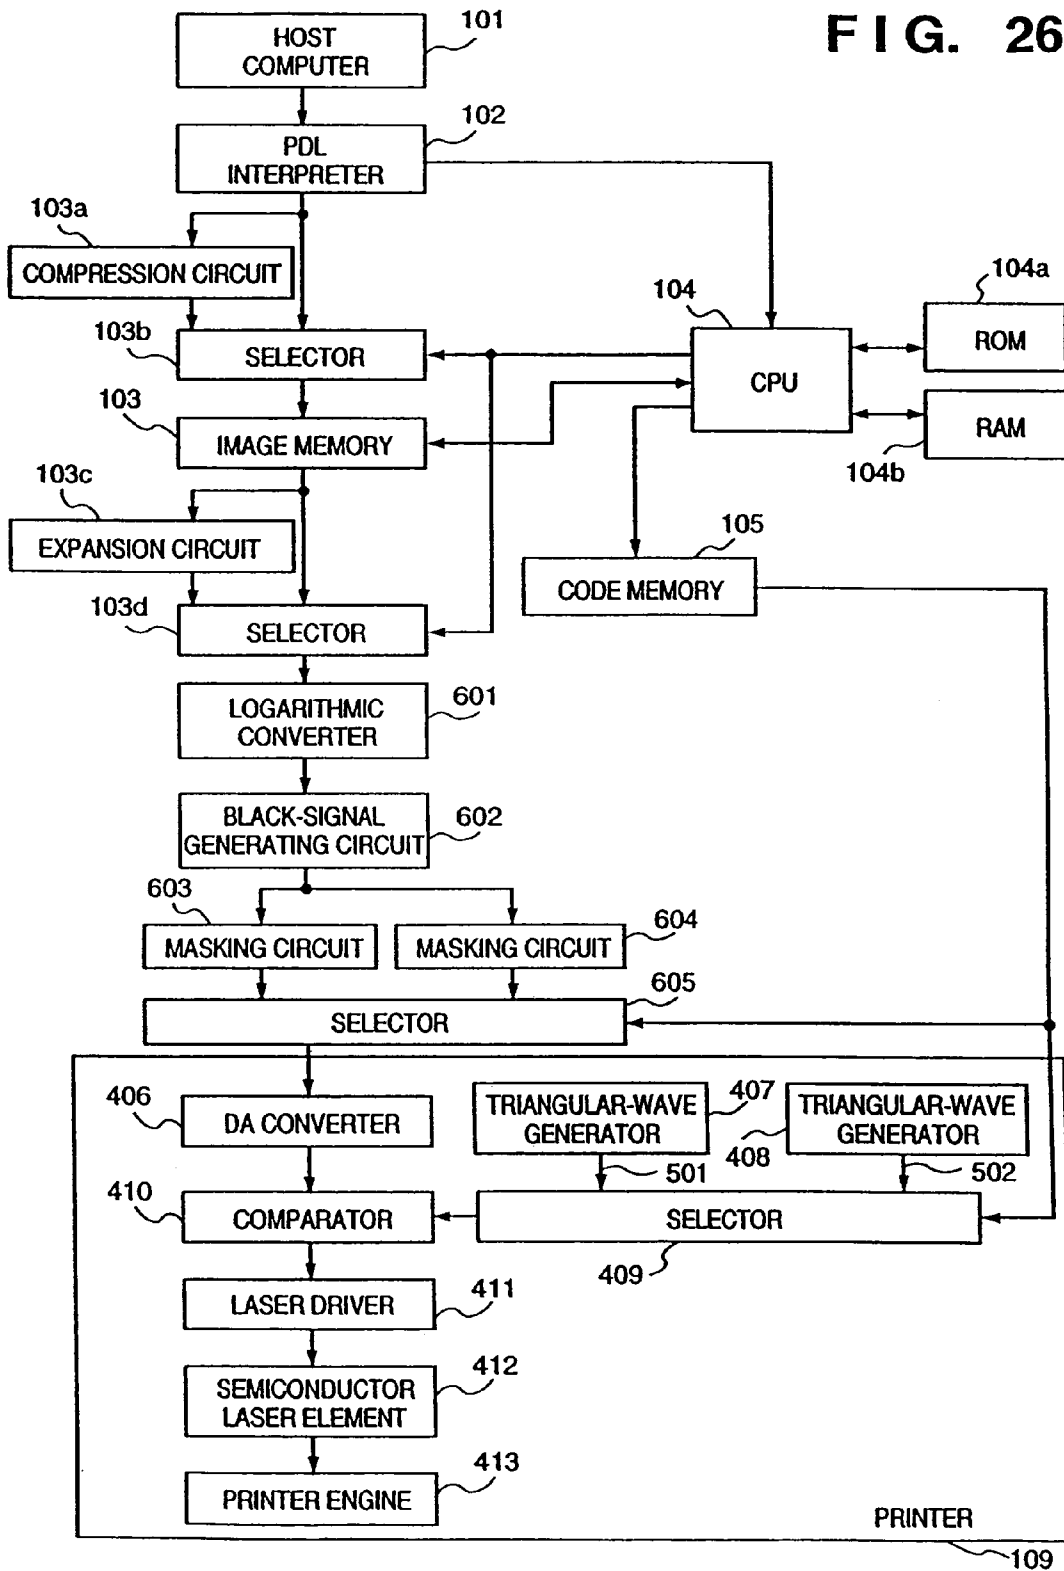 FIG. 26
101
HOST
COMPUTER
102
PDL
INTERPRETER
103a
COMPRESSION CIRCUIT
103b
SELECTOR
104
CPU
104a
ROM
RAM
104b
103
IMAGE MEMORY
103c
EXPANSION CIRCUIT
105
CODE MEMORY
103d
SELECTOR
LOGARITHMIC
CONVERTER
601
BLACK-SIGNAL
GENERATING CIRCUIT
602
603
MASKING CIRCUIT
MASKING CIRCUIT
604
605
SELECTOR
406
DA CONVERTER
TRIANGULAR-WAVE
GENERATOR
407
TRIANGULAR-WAVE
GENERATOR
408
501
502
410
COMPARATOR
SELECTOR
409
LASER DRIVER
411
SEMICONDUCTOR
LASER ELEMENT
412
PRINTER ENGINE
413
PRINTER
109